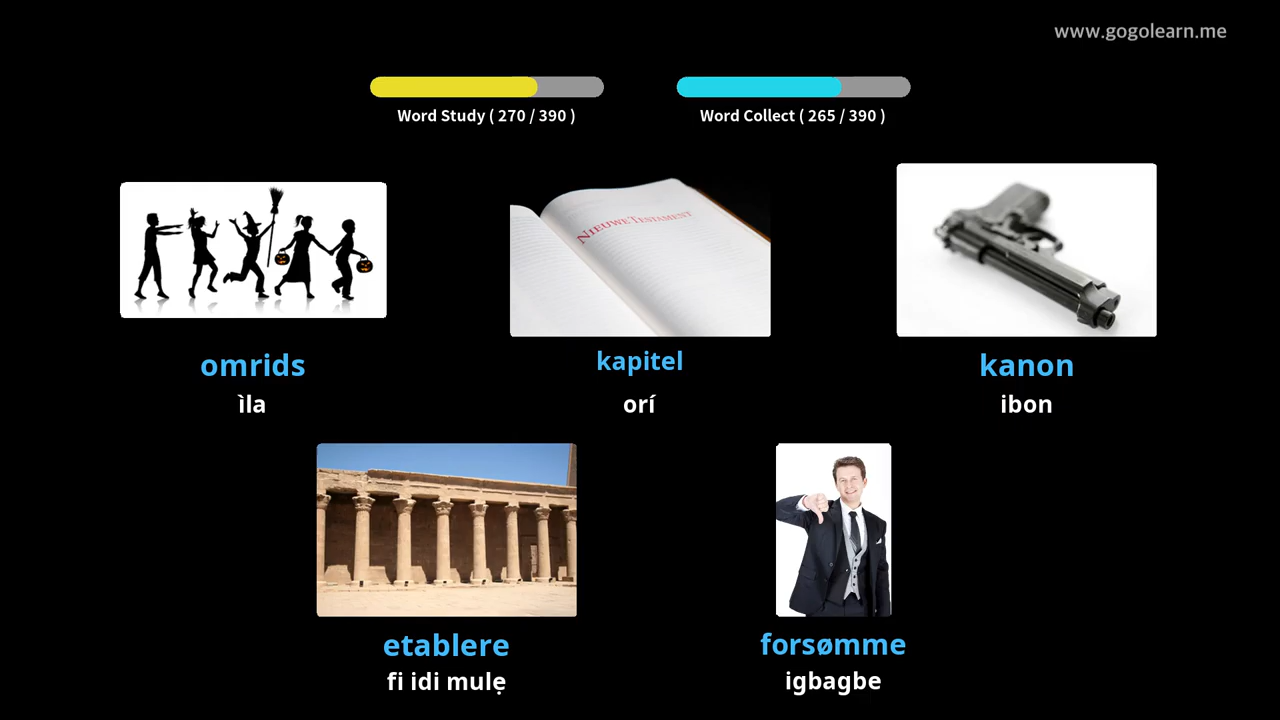 www.gogolearn.me
Word Study ( 270 / 390 )
Word Collect ( 265 / 390 )
NIEUWE TESTAMENT
omrids
ìla
kapitel
orí
kanon
ibon
etablere
fi idi mulẹ
forsømme
igbagbe